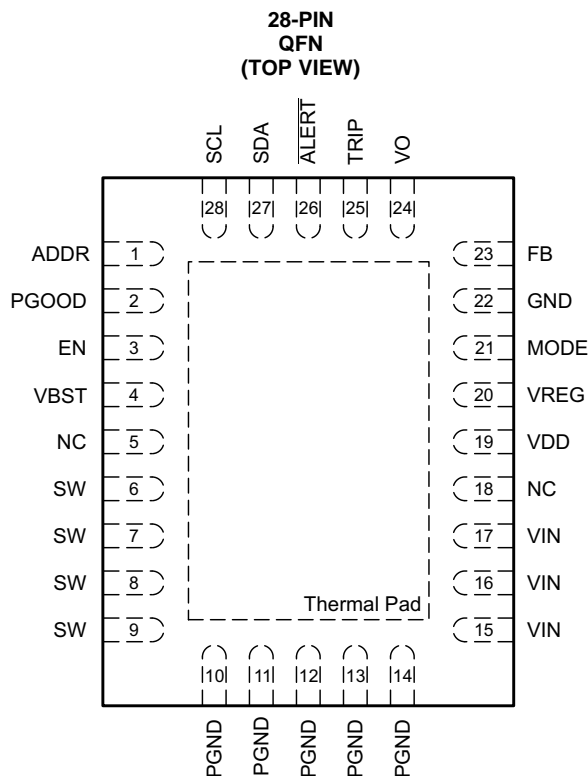 28-PIN
QFN
(TOP VIEW)
SCL
SDA
ALERT
TRIP
VO
28
27
26
25
24
ADDR 1
PGOOD 2
EN 3
VBST 4
NC 5
SW 6
SW 7
SW 8
SW 9
23 FB
22 GND
21 MODE
20 VREG
19 VDD
18 NC
17 VIN
16 VIN
15 VIN
Thermal Pad
10
11
12
13
14
PGND
PGND
PGND
PGND
PGND